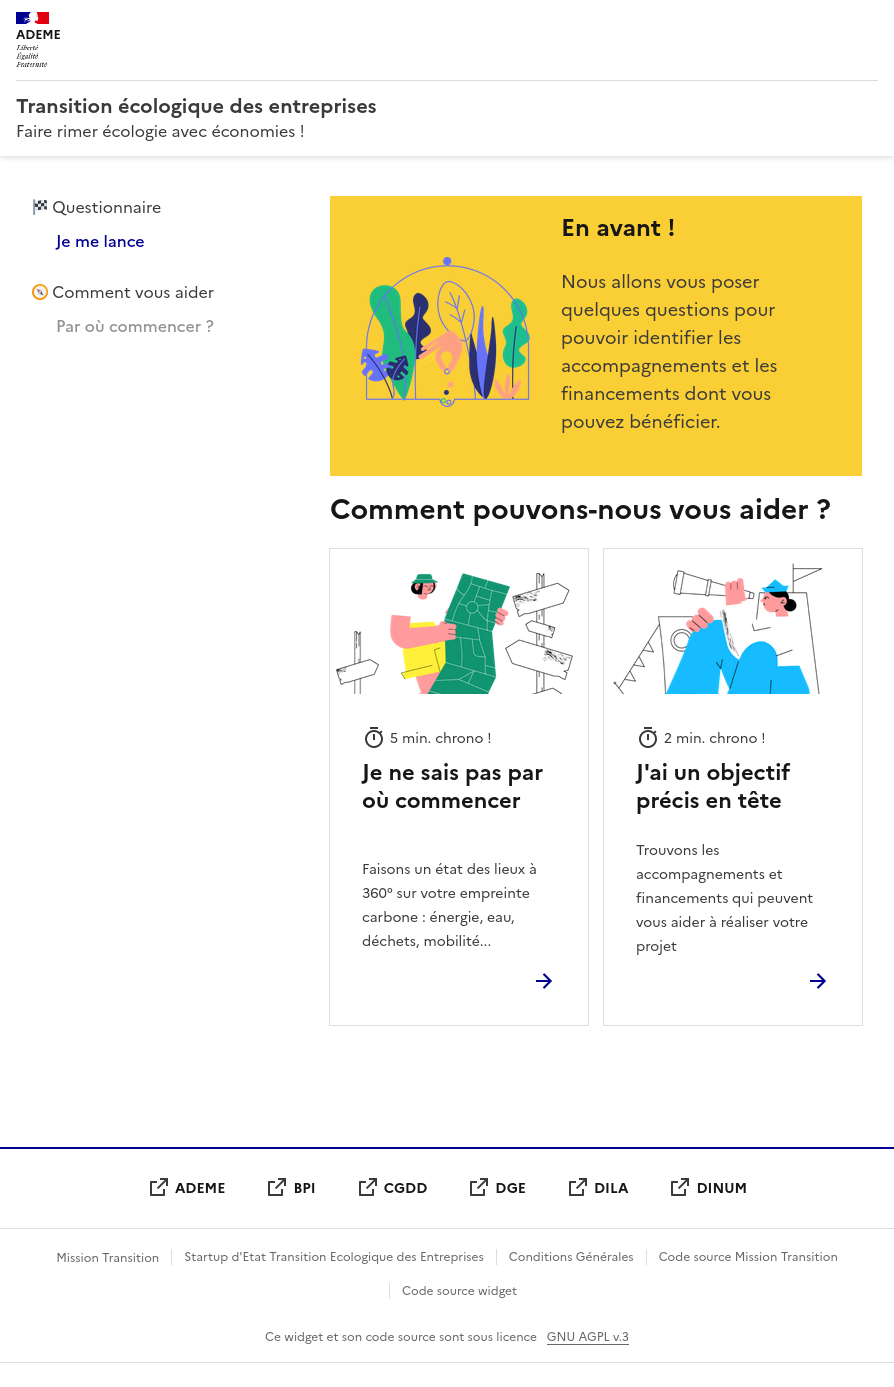 ADEME
Liberté
Égalité
Fraternité
Transition écologique des entreprises
Faire rimer écologie avec économies !
Questionnaire
Je me lance
Comment vous aider
Par où commencer ?
En avant !
Nous allons vous poser
quelques questions pour
pouvoir identifier les
accompagnements et les
financements dont vous
pouvez bénéficier.
Comment pouvons-nous vous aider ?
5 min. chrono !
Je ne sais pas par
où commencer
Faisons un état des lieux à
360° sur votre empreinte
carbone : énergie, eau,
déchets, mobilité...
2 min. chrono !
J'ai un objectif
précis en tête
Trouvons les
accompagnements et
financements qui peuvent
vous aider à réaliser votre
projet
ADEME BPI CGDD DGE DILA DINUM
Mission Transition Startup d'Etat Transition Ecologique des Entreprises Conditions Générales Code source Mission Transition
Code source widget
Ce widget et son code source sont sous licence GNU AGPL v.3